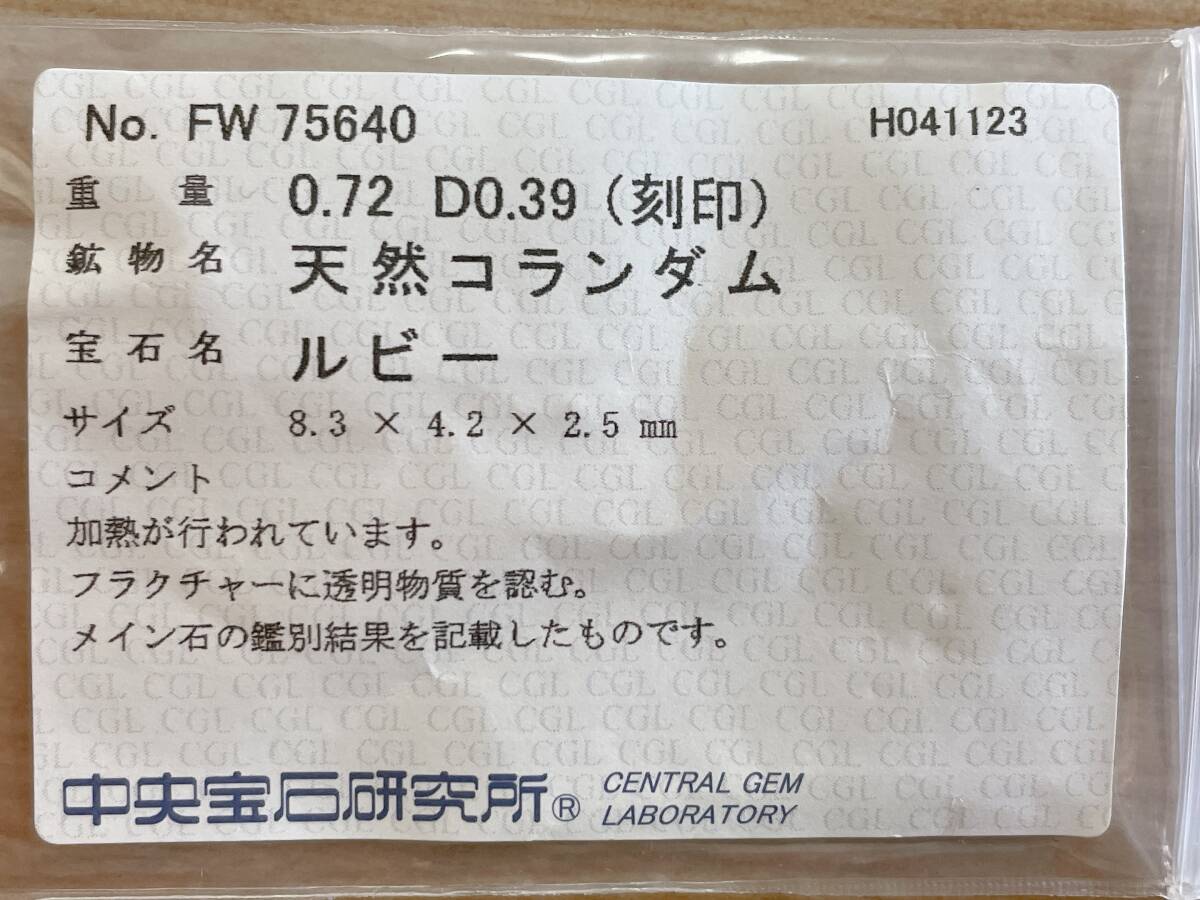 No. FW 75640 H041123
重量 0.72 D0.39 (刻印)
鉱物名 天然コランダム
宝石名 ルビー
サイズ 8.3 × 4.2 × 2.5 mm
コメント
加熱が行われています。
フラクチャーに透明物質を認む。
メイン石の鑑別結果を記載したものです。
中央宝石研究所® CENTRAL GEM
LABORATORY